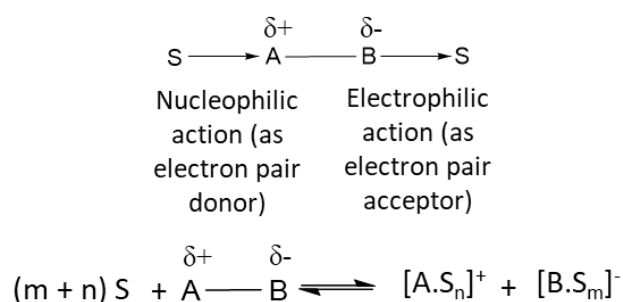 δ+ δ-
S A B S
Nucleophilic Electrophilic
action (as action (as
electron pair electron pair
donor) acceptor)
δ+ δ-
(m + n) S + A B [A.Sn]+ + [B.Sm]-